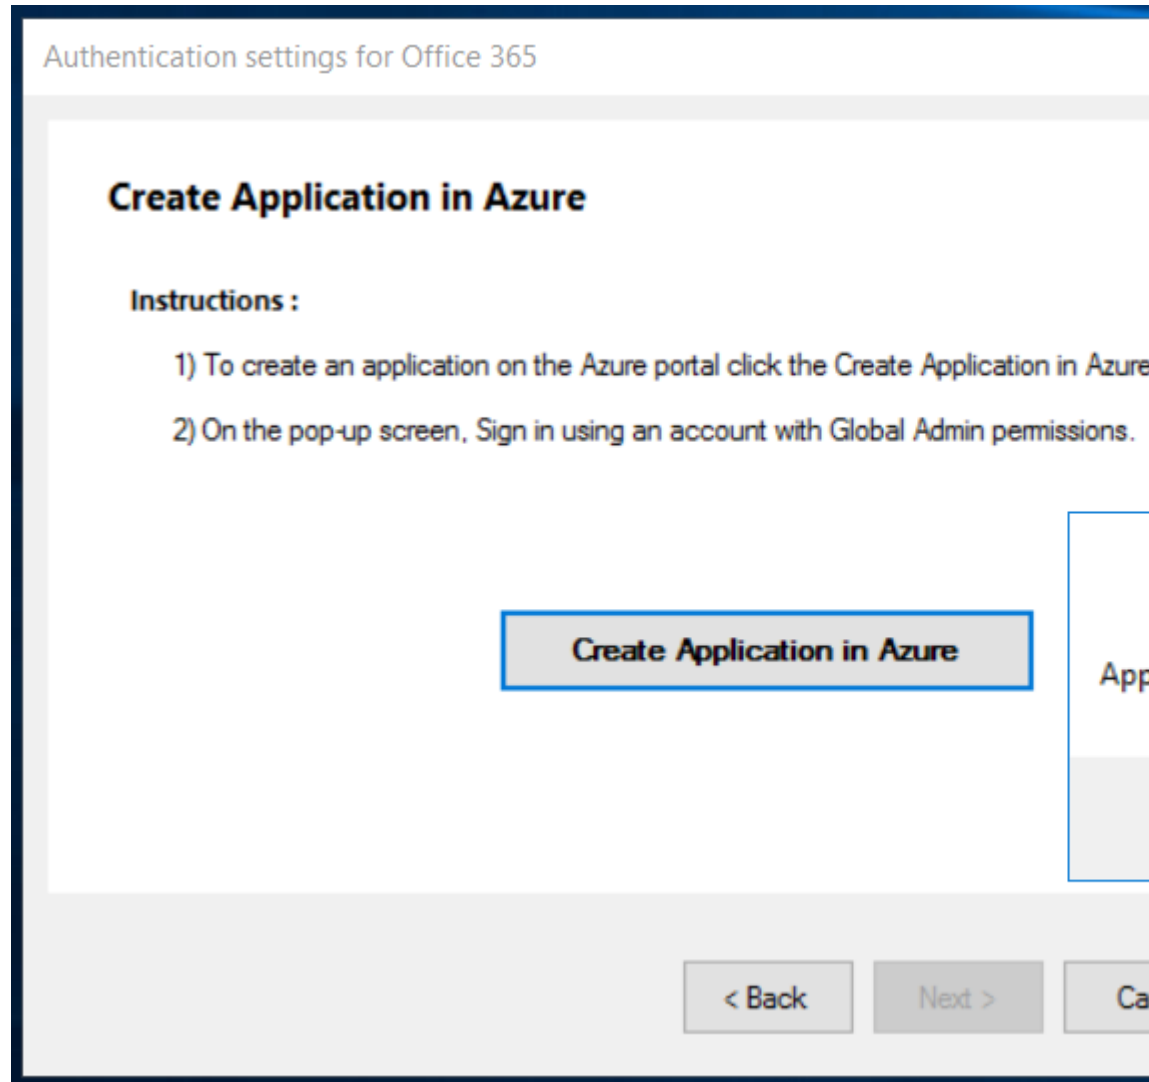 Authentication settings for Office 365
Create Application in Azure
Instructions :
1) To create an application on the Azure portal click the Create Application in Azure
2) On the pop-up screen, Sign in using an account with Global Admin permissions.
Create Application in Azure
App
< Back
Next >
Ca